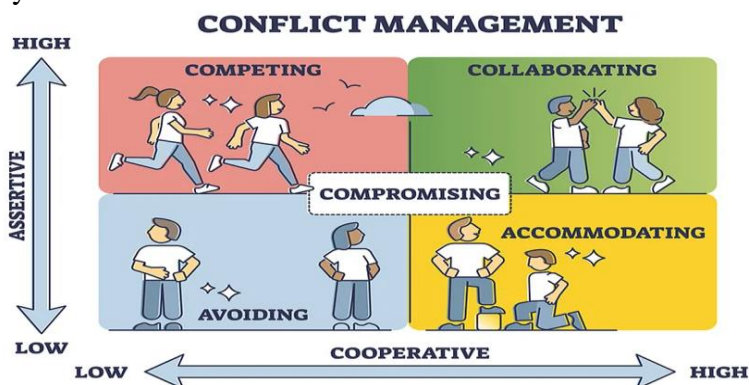 CONFLICT MANAGEMENT
HIGH
COMPETING
COLLABORATING
ASSERTIVE
COMPROMISING
ACCOMMODATING
AVOIDING
LOW
COOPERATIVE
LOW
HIGH